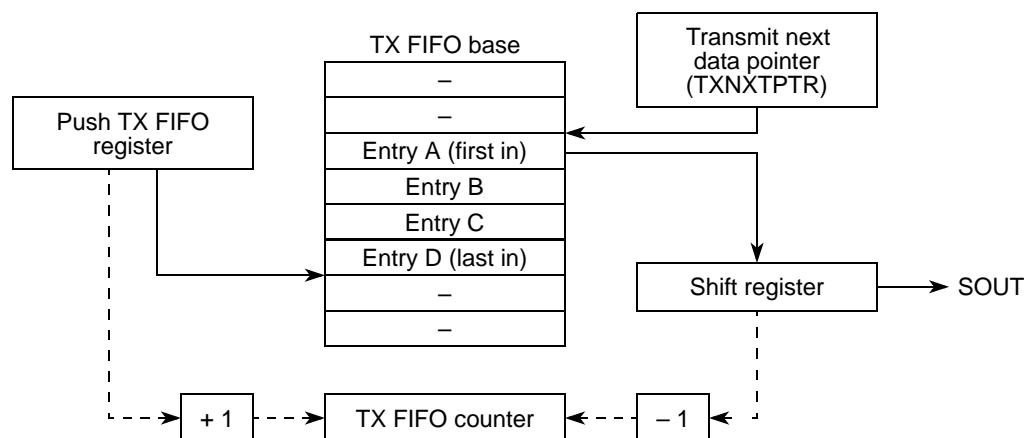 TX FIFO base
Transmit next
data pointer
(TXNXTPTR)
Push TX FIFO
register
–
–
Entry A (first in)
Entry B
Entry C
Entry D (last in)
–
–
Shift register
SOUT
+ 1
TX FIFO counter
– 1